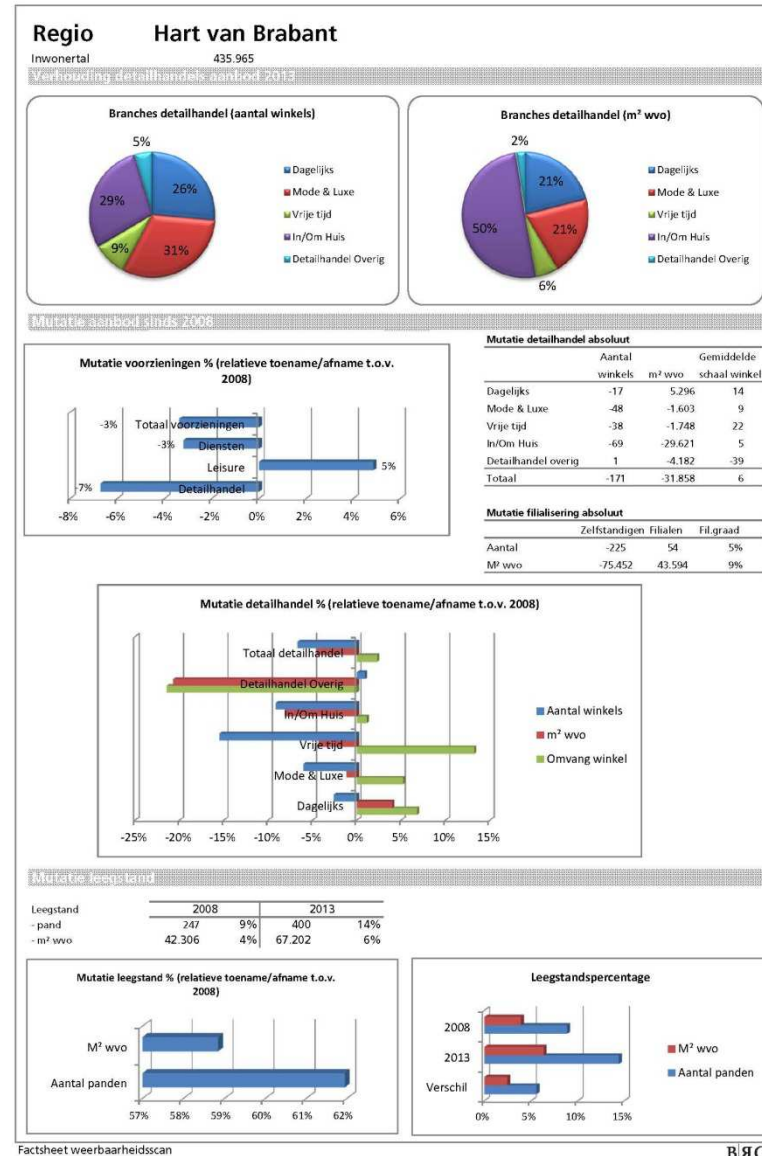 Regio Hart van Brabant
Inwonertal 435.965
Verhouding detailhandels aanbod 2013
Branches detailhandel (aantal winkels)
5%
26%
29%
9%
31%
Dagelijks
Mode & Luxe
Vrije tijd
In/Om Huis
Detailhandel Overig
Branches detailhandel (m² wvo)
2%
21%
50%
21%
6%
Dagelijks
Mode & Luxe
Vrije tijd
In/Om Huis
Detailhandel Overig
Mutatie aanbod sinds 2008
Mutatie voorzieningen % (relatieve toename/afname t.o.v.
2008)
-3% Totaal voorzieningen
-3% Diensten
Leisure 5%
-7% Detailhandel
-8% -6% -4% -2% 0% 2% 4% 6%
Mutatie detailhandel absoluut
Aantal Gemiddelde
winkels m² wvo schaal winkel
Dagelijks -17 5.296 14
Mode & Luxe -48 -1.603 9
Vrije tijd -38 -1.748 22
In/Om Huis -69 -29.621 5
Detailhandel overig 1 -4.182 -39
Totaal -171 -31.858 6
Mutatie filialisering absoluut
Zelfstandigen Filialen Fil.graad
Aantal -225 54 5%
M² wvo -75.452 43.594 9%
Mutatie detailhandel % (relatieve toename/afname t.o.v. 2008)
Totaal detailhandel
Detailhandel Overig
In/Om Huis
Vrije tijd
Mode & Luxe
Dagelijks
-25% -20% -15% -10% -5% 0% 5% 10% 15%
Aantal winkels
m² wvo
Omvang winkel
Mutatie leegstand
Leegstand 2008 2013
- pand 247 9% 400 14%
- m² wvo 42.306 4% 67.202 6%
Mutatie leegstand % (relatieve toename/afname t.o.v.
2008)
M² wvo
Aantal panden
57% 58% 59% 60% 61% 62%
Leegstandspercentage
2008
2013
Verschil
0% 5% 10% 15%
M² wvo
Aantal panden
Factsheet weerbaarheidsscan
BRO